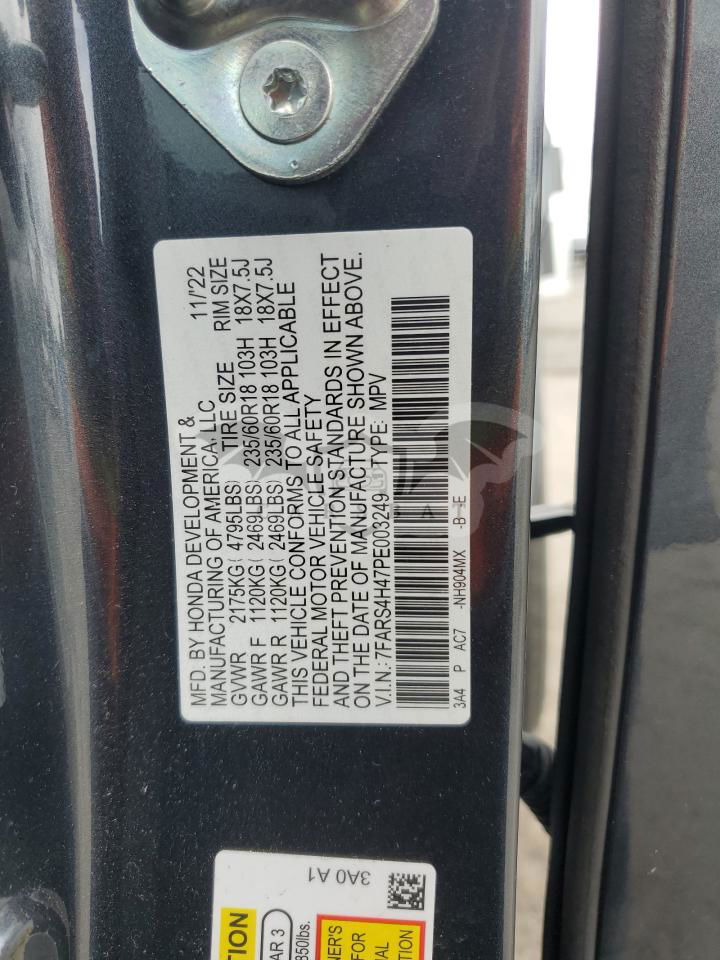 MFD. BY HONDA DEVELOPMENT &
MANUFACTURING OF AMERICA, LLC 11/'22
GVWR 2175KG( 4795LBS) TIRE SIZE RIM SIZE
GAWR F 1120KG( 2469LBS) 235/60R18 103H 18X7.5J
GAWR R 1120KG( 2469LBS) 235/60R18 103H 18X7.5J
THIS VEHICLE CONFORMS TO ALL APPLICABLE
FEDERAL MOTOR VEHICLE SAFETY
AND THEFT PREVENTION STANDARDS IN EFFECT
ON THE DATE OF MANUFACTURE SHOWN ABOVE.
V.I.N.: 7FARS4H47PE003249 TYPE: MPV
3A4 P AC7 -NH904MX -B
3A0 A1
850lbs.